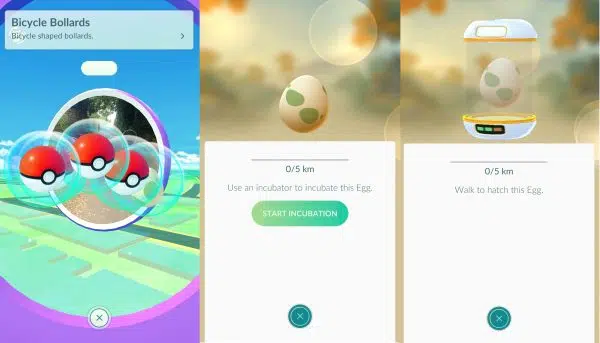 Bicycle Bollards
Bicycle shaped bollards.
0/5 km
Use an incubator to incubate this Egg.
START INCUBATION
0/5 km
Walk to hatch this Egg.